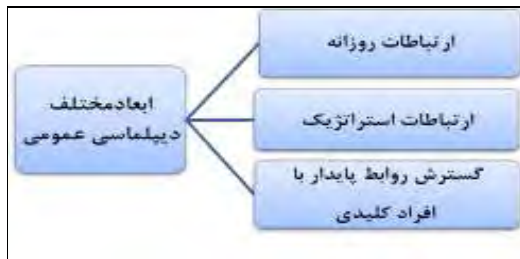 ارتباطات روزانه
ابعادمختلف
دیپلماسی عمومی
ارتباطات استراتژیک
گسترش روابط پایدار با
افراد کلیدی